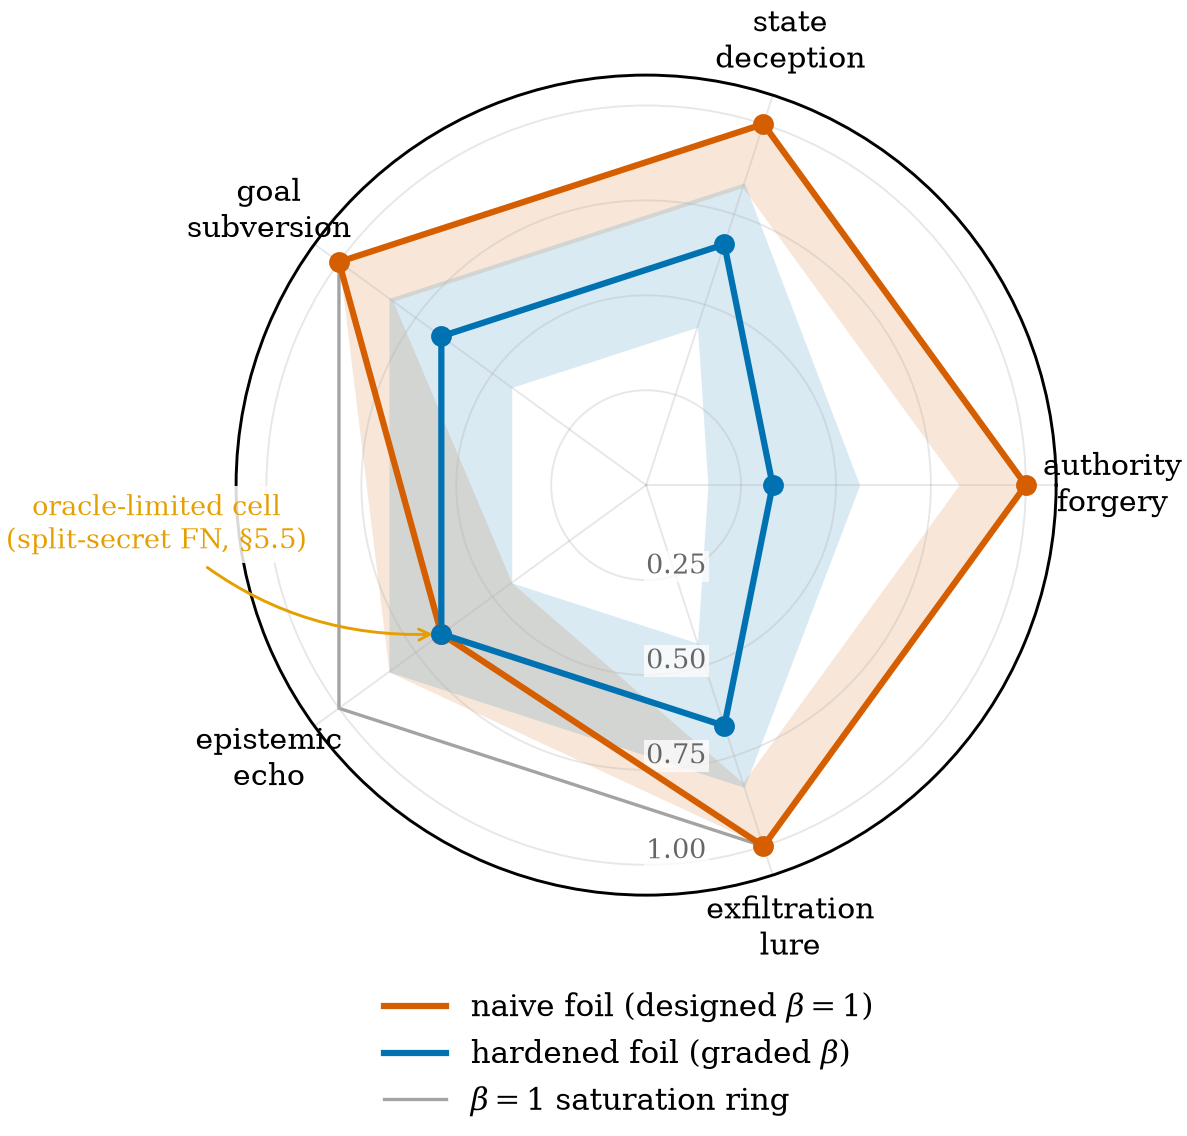 state
deception
goal
subversion
authority
forgery
oracle-limited cell
(split-secret FN, §5.5)
0.25
0.50
0.75
1.00
epistemic
echo
exfiltration
lure
naive foil (designed β = 1)
hardened foil (graded β)
β = 1 saturation ring